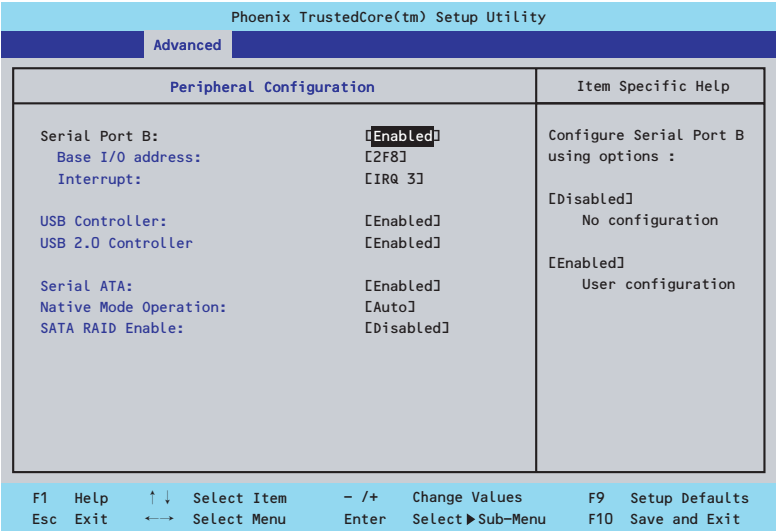 Phoenix TrustedCore(tm) Setup Utility
Advanced
Peripheral Configuration
Item Specific Help
Serial Port B: [Enabled]
Base I/O address: [2F8]
Interrupt: [IRQ 3]
USB Controller: [Enabled]
USB 2.0 Controller [Enabled]
Serial ATA: [Enabled]
Native Mode Operation: [Auto]
SATA RAID Enable: [Disabled]
Configure Serial Port B
using options :
[Disabled]
No configuration
[Enabled]
User configuration
F1 Help ↑↓ Select Item - /+ Change Values F9 Setup Defaults
Esc Exit ←→ Select Menu Enter Select▶Sub-Menu F10 Save and Exit